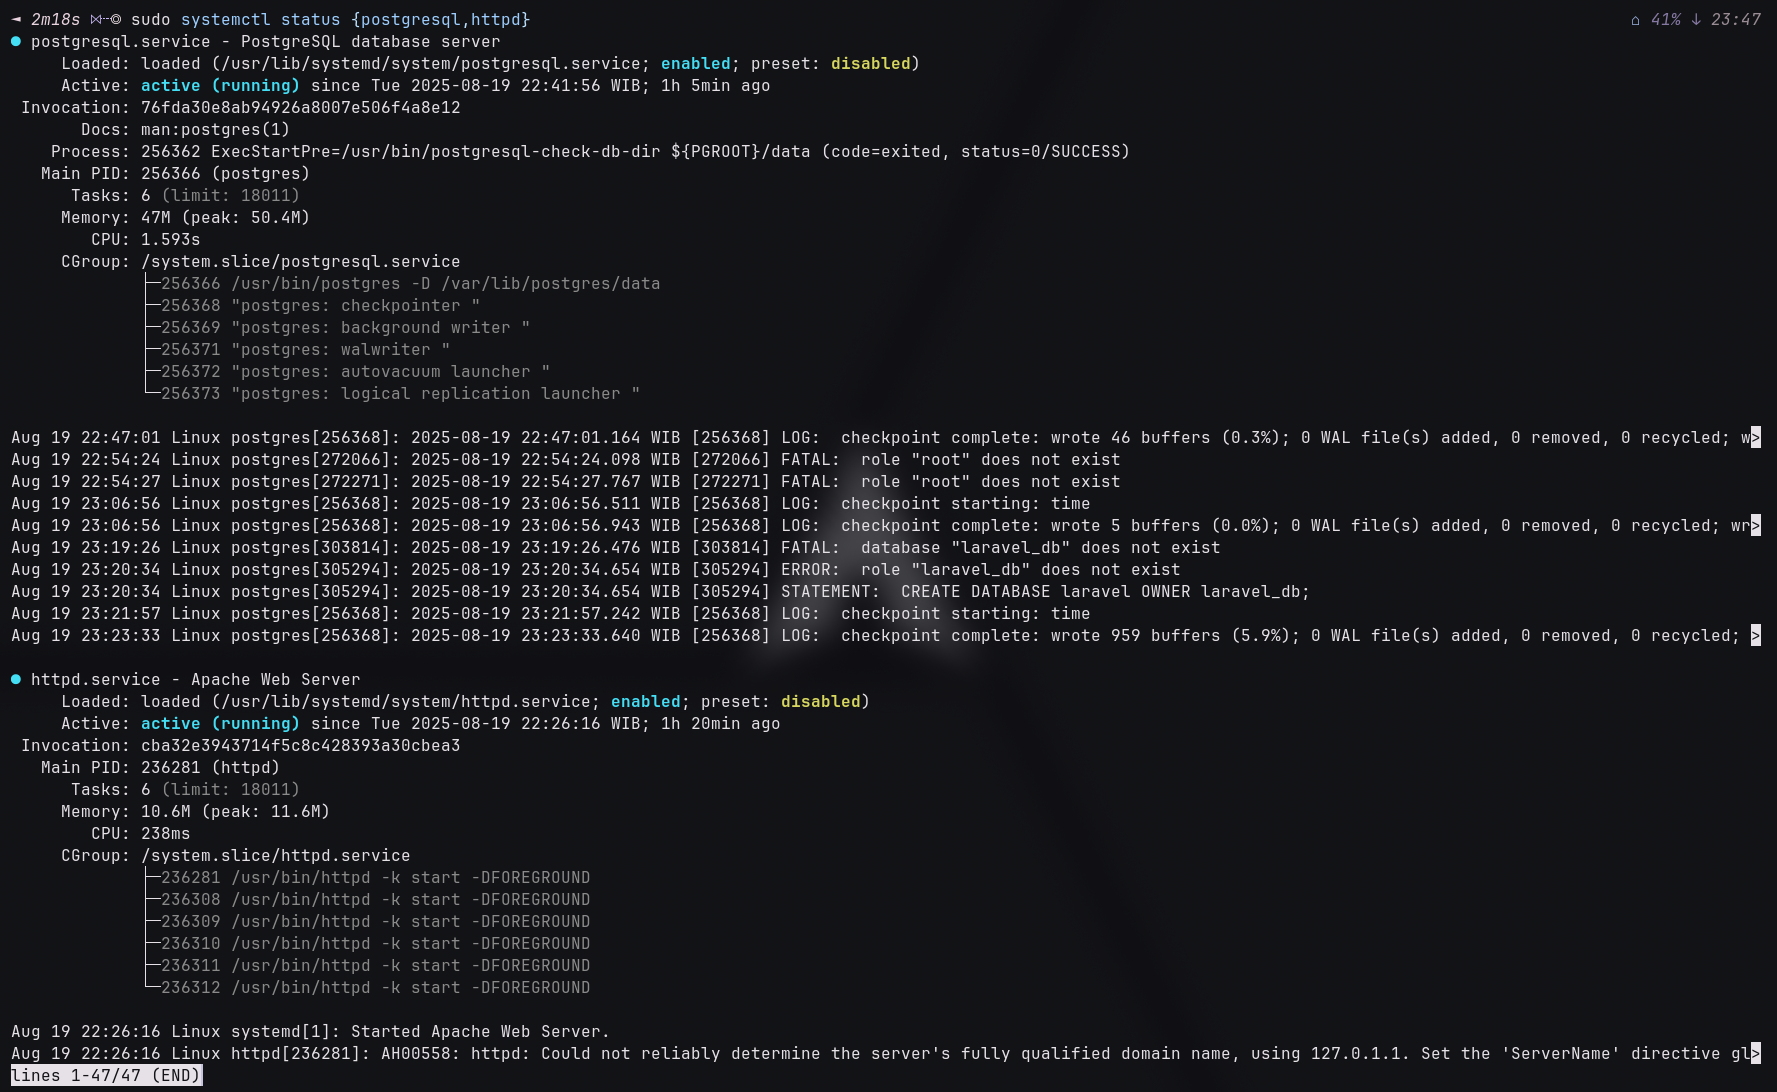 ◄ 2m18s ⋈┈◎ sudo systemctl status {postgresql,httpd} ⌂ 41% ↓ 23:47
● postgresql.service - PostgreSQL database server
     Loaded: loaded (/usr/lib/systemd/system/postgresql.service; enabled; preset: disabled)
     Active: active (running) since Tue 2025-08-19 22:41:56 WIB; 1h 5min ago
 Invocation: 76fda30e8ab94926a8007e506f4a8e12
       Docs: man:postgres(1)
    Process: 256362 ExecStartPre=/usr/bin/postgresql-check-db-dir ${PGROOT}/data (code=exited, status=0/SUCCESS)
   Main PID: 256366 (postgres)
      Tasks: 6 (limit: 18011)
     Memory: 47M (peak: 50.4M)
        CPU: 1.593s
     CGroup: /system.slice/postgresql.service
             ├─256366 /usr/bin/postgres -D /var/lib/postgres/data
             ├─256368 "postgres: checkpointer "
             ├─256369 "postgres: background writer "
             ├─256371 "postgres: walwriter "
             ├─256372 "postgres: autovacuum launcher "
             └─256373 "postgres: logical replication launcher "
Aug 19 22:47:01 Linux postgres[256368]: 2025-08-19 22:47:01.164 WIB [256368] LOG:  checkpoint complete: wrote 46 buffers (0.3%); 0 WAL file(s) added, 0 removed, 0 recycled; w>
Aug 19 22:54:24 Linux postgres[272066]: 2025-08-19 22:54:24.098 WIB [272066] FATAL:  role "root" does not exist
Aug 19 22:54:27 Linux postgres[272271]: 2025-08-19 22:54:27.767 WIB [272271] FATAL:  role "root" does not exist
Aug 19 23:06:56 Linux postgres[256368]: 2025-08-19 23:06:56.511 WIB [256368] LOG:  checkpoint starting: time
Aug 19 23:06:56 Linux postgres[256368]: 2025-08-19 23:06:56.943 WIB [256368] LOG:  checkpoint complete: wrote 5 buffers (0.0%); 0 WAL file(s) added, 0 removed, 0 recycled; wr>
Aug 19 23:19:26 Linux postgres[303814]: 2025-08-19 23:19:26.476 WIB [303814] FATAL:  database "laravel_db" does not exist
Aug 19 23:20:34 Linux postgres[305294]: 2025-08-19 23:20:34.654 WIB [305294] ERROR:  role "laravel_db" does not exist
Aug 19 23:20:34 Linux postgres[305294]: 2025-08-19 23:20:34.654 WIB [305294] STATEMENT:  CREATE DATABASE laravel OWNER laravel_db;
Aug 19 23:21:57 Linux postgres[256368]: 2025-08-19 23:21:57.242 WIB [256368] LOG:  checkpoint starting: time
Aug 19 23:23:33 Linux postgres[256368]: 2025-08-19 23:23:33.640 WIB [256368] LOG:  checkpoint complete: wrote 959 buffers (5.9%); 0 WAL file(s) added, 0 removed, 0 recycled; >
● httpd.service - Apache Web Server
     Loaded: loaded (/usr/lib/systemd/system/httpd.service; enabled; preset: disabled)
     Active: active (running) since Tue 2025-08-19 22:26:16 WIB; 1h 20min ago
 Invocation: cba32e3943714f5c8c428393a30cbea3
   Main PID: 236281 (httpd)
      Tasks: 6 (limit: 18011)
     Memory: 10.6M (peak: 11.6M)
        CPU: 238ms
     CGroup: /system.slice/httpd.service
             ├─236281 /usr/bin/httpd -k start -DFOREGROUND
             ├─236308 /usr/bin/httpd -k start -DFOREGROUND
             ├─236309 /usr/bin/httpd -k start -DFOREGROUND
             ├─236310 /usr/bin/httpd -k start -DFOREGROUND
             ├─236311 /usr/bin/httpd -k start -DFOREGROUND
             └─236312 /usr/bin/httpd -k start -DFOREGROUND
Aug 19 22:26:16 Linux systemd[1]: Started Apache Web Server.
Aug 19 22:26:16 Linux httpd[236281]: AH00558: httpd: Could not reliably determine the server's fully qualified domain name, using 127.0.1.1. Set the 'ServerName' directive gl>
lines 1-47/47 (END)